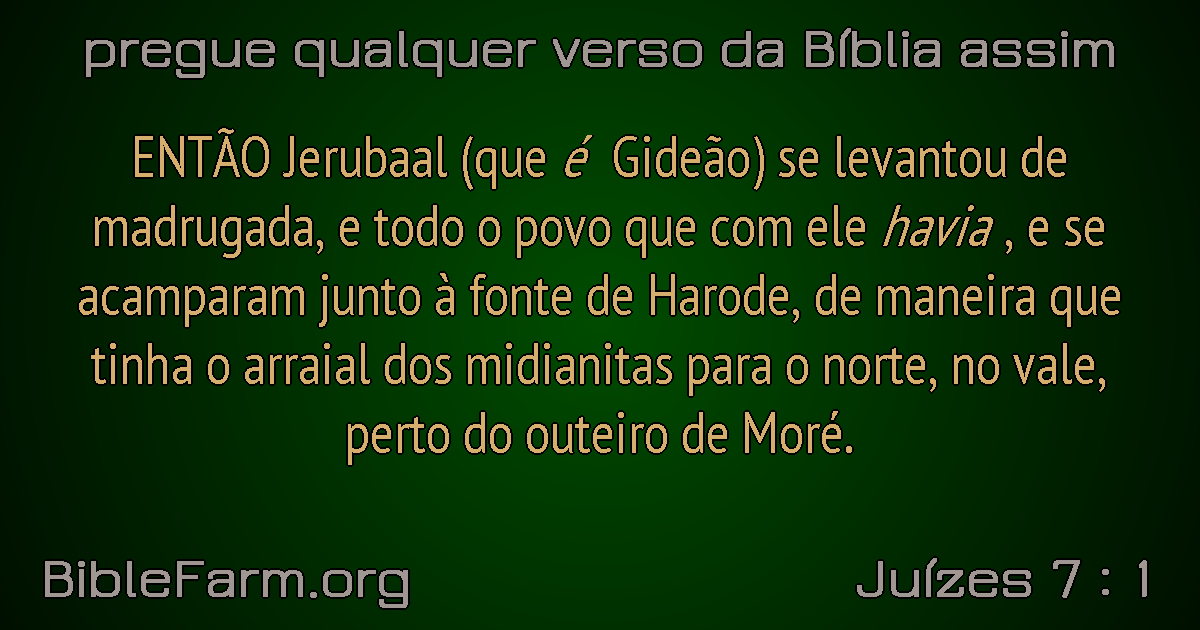 pregue qualquer verso da Bíblia assim
ENTÃO Jerubaal (que é Gideão) se levantou de
madrugada, e todo o povo que com ele havia , e se
acamparam junto à fonte de Harode, de maneira que
tinha o arraial dos midianitas para o norte, no vale,
perto do outeiro de Moré.
BibleFarm.org
Juízes 7 : 1